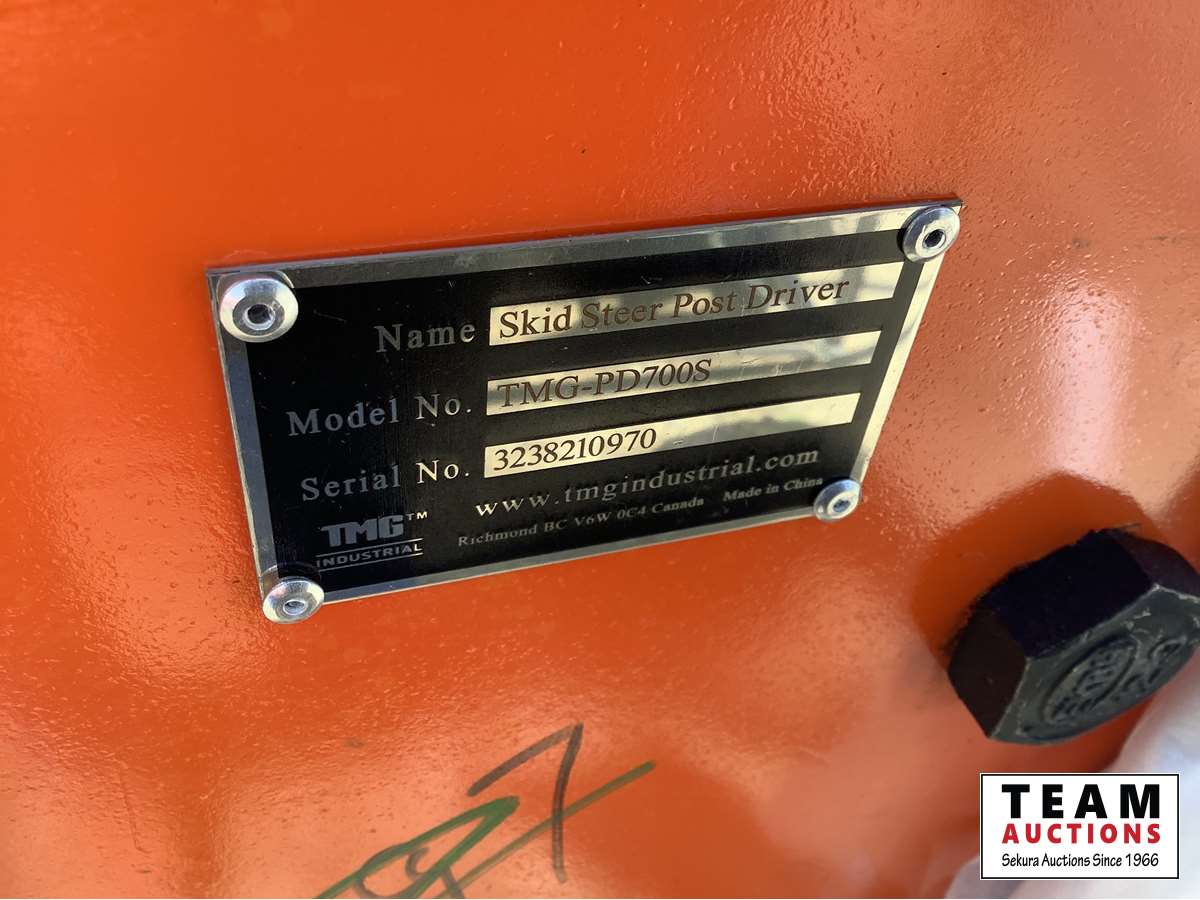 Name Skid Steer Post Driver
Model No. TMG-PD700S
Serial No. 3238210970
www.tmgindustrial.com
TMG™
INDUSTRIAL
Richmond BC V6W 0C4 Canada Made in China
TEAM
AUCTIONS
Sekura Auctions Since 1966